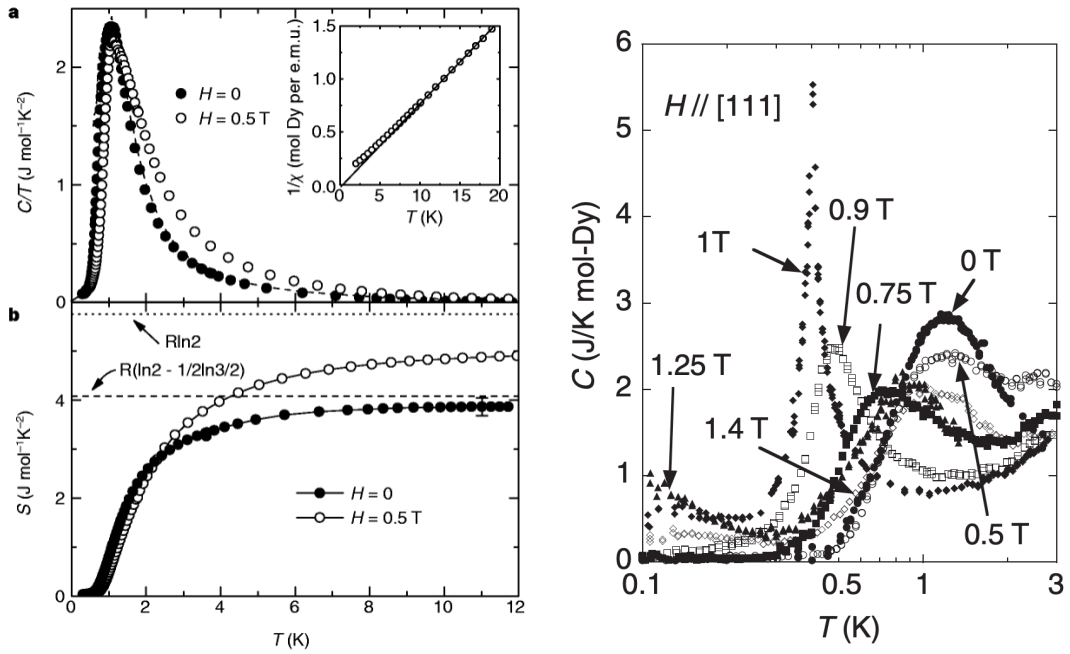 a
2
1
0
C/T (J mol⁻¹K⁻²)
H = 0
H = 0.5 T
1.5
1.0
0.5
0.0
1/χ (mol Dy per e.m.u.)
0 5 10 15 20
T (K)
b
Rln2
R(ln2 - 1/2ln3/2)
4
2
0
S (J mol⁻¹K⁻¹)
H = 0
H = 0.5 T
0 2 4 6 8 10 12
T (K)
6
5
4
3
2
1
0
C (J/K mol-Dy)
H // [111]
0.9 T
1T
0 T
0.75 T
1.25 T
1.4 T
0.5 T
0.1 0.5 1 3
T (K)